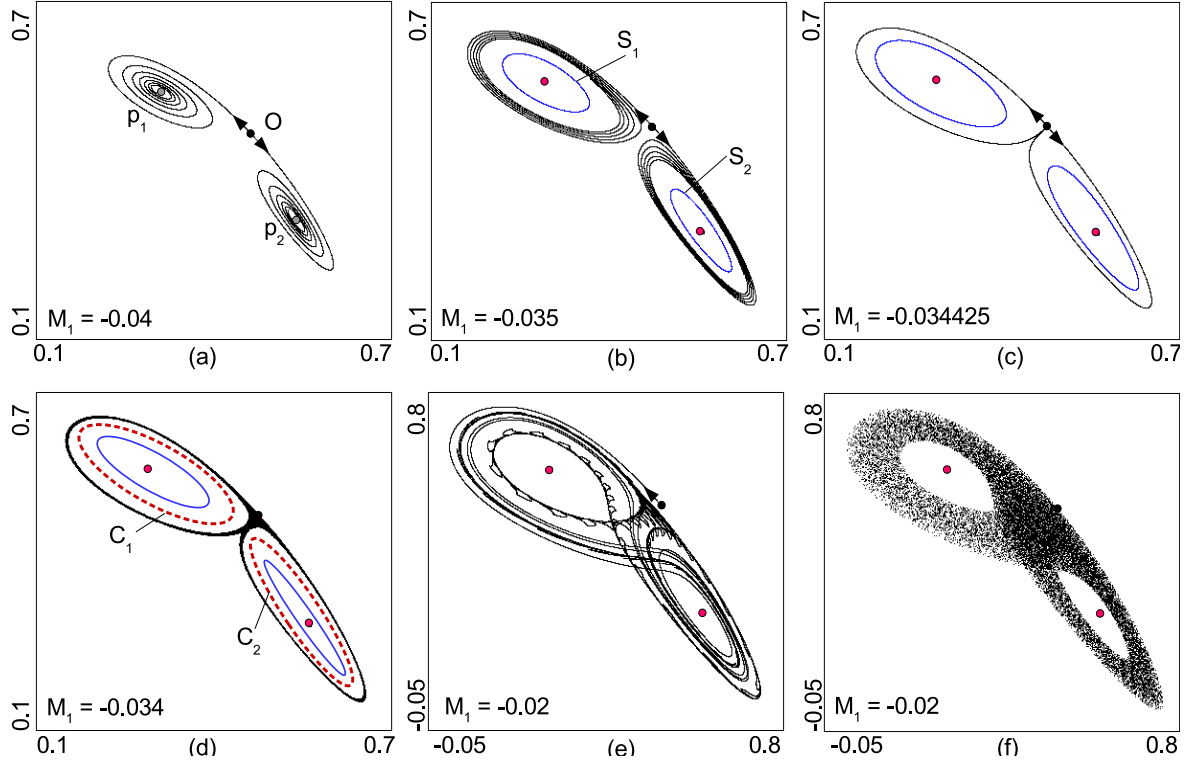 0.7
p1
O
p2
M1 = -0.04
0.1
0.1
(a)
0.7
0.7
S1
S2
M1 = -0.035
0.1
0.1
(b)
0.7
0.7
M1 = -0.034425
0.1
0.1
(c)
0.7
0.7
C1
C2
M1 = -0.034
0.1
0.1
(d)
0.7
0.8
M1 = -0.02
-0.05
-0.05
(e)
0.8
0.8
M1 = -0.02
-0.05
-0.05
(f)
0.8